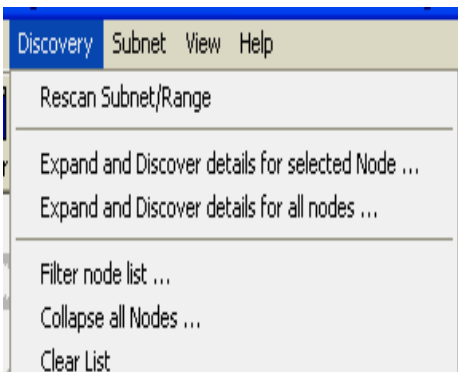 Discovery Subnet View Help
Rescan Subnet/Range
Expand and Discover details for selected Node ...
Expand and Discover details for all nodes ...
Filter node list ...
Collapse all Nodes ...
Clear List